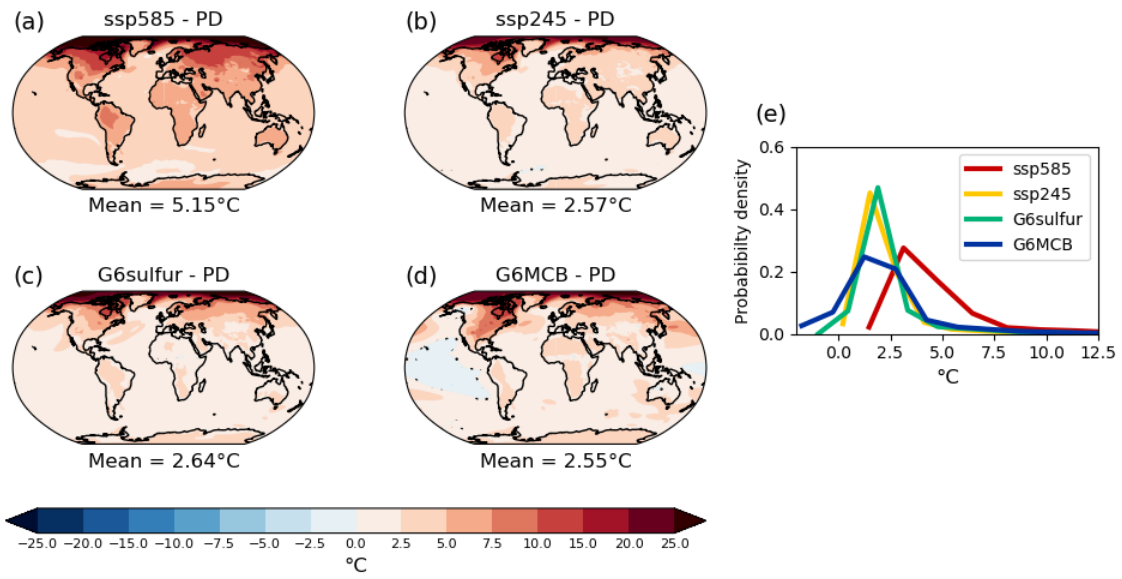 (a) ssp585 - PD
Mean = 5.15°C
(b) ssp245 - PD
Mean = 2.57°C
(c) G6sulfur - PD
Mean = 2.64°C
(d) G6MCB - PD
Mean = 2.55°C
−25.0 −20.0 −15.0 −10.0 −7.5 −5.0 −2.5 0.0 2.5 5.0 7.5 10.0 15.0 20.0 25.0
°C
(e)
Probabibilty density
0.6
0.4
0.2
0.0
ssp585
ssp245
G6sulfur
G6MCB
0.0 2.5 5.0 7.5 10.0 12.5
°C